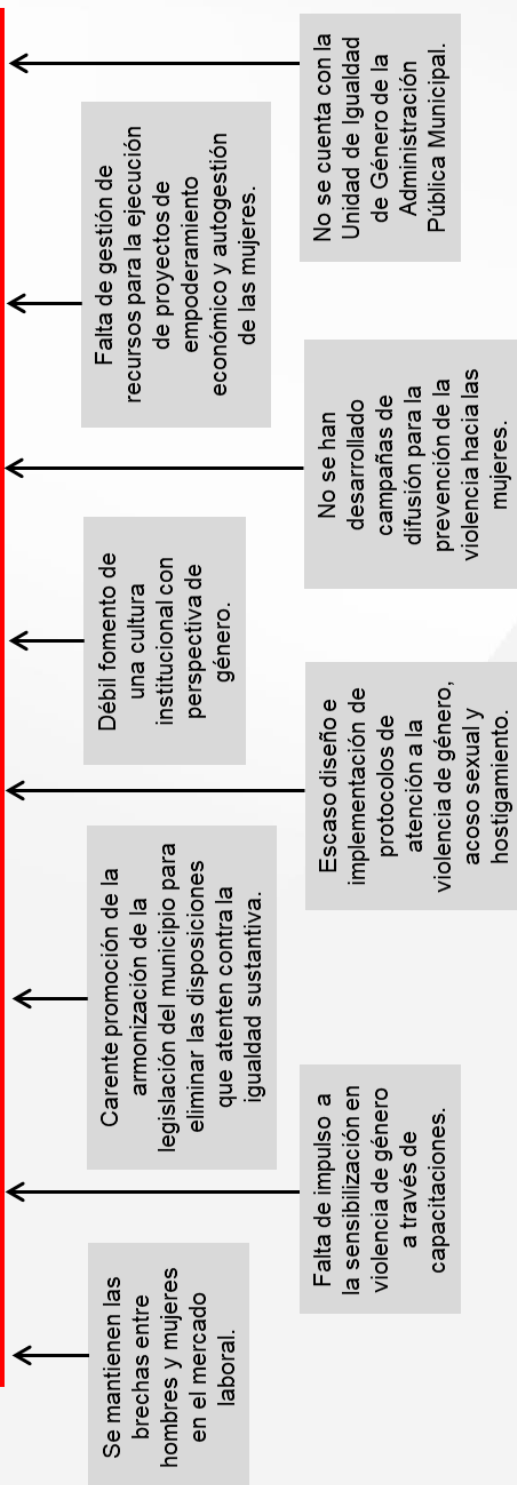 Se mantienen las
brechas entre
hombres y mujeres
en el mercado
laboral.
Carente promoción de la
armonización de la
legislación del municipio para
eliminar las disposiciones
que atenten contra la
igualdad sustantiva.
Débil fomento de
una cultura
institucional con
perspectiva de
género.
Falta de gestión de
recursos para la ejecución
de proyectos de
empoderamiento
económico y autogestión
de las mujeres.
Falta de impulso a
la sensibilización en
violencia de género
a través de
capacitaciones.
Escaso diseño e
implementación de
protocolos de
atención a la
violencia de género,
acoso sexual y
hostigamiento.
No se han
desarrollado
campañas de
difusión para la
prevención de la
violencia hacia las
mujeres.
No se cuenta con la
Unidad de Igualdad
de Género de la
Administración
Pública Municipal.